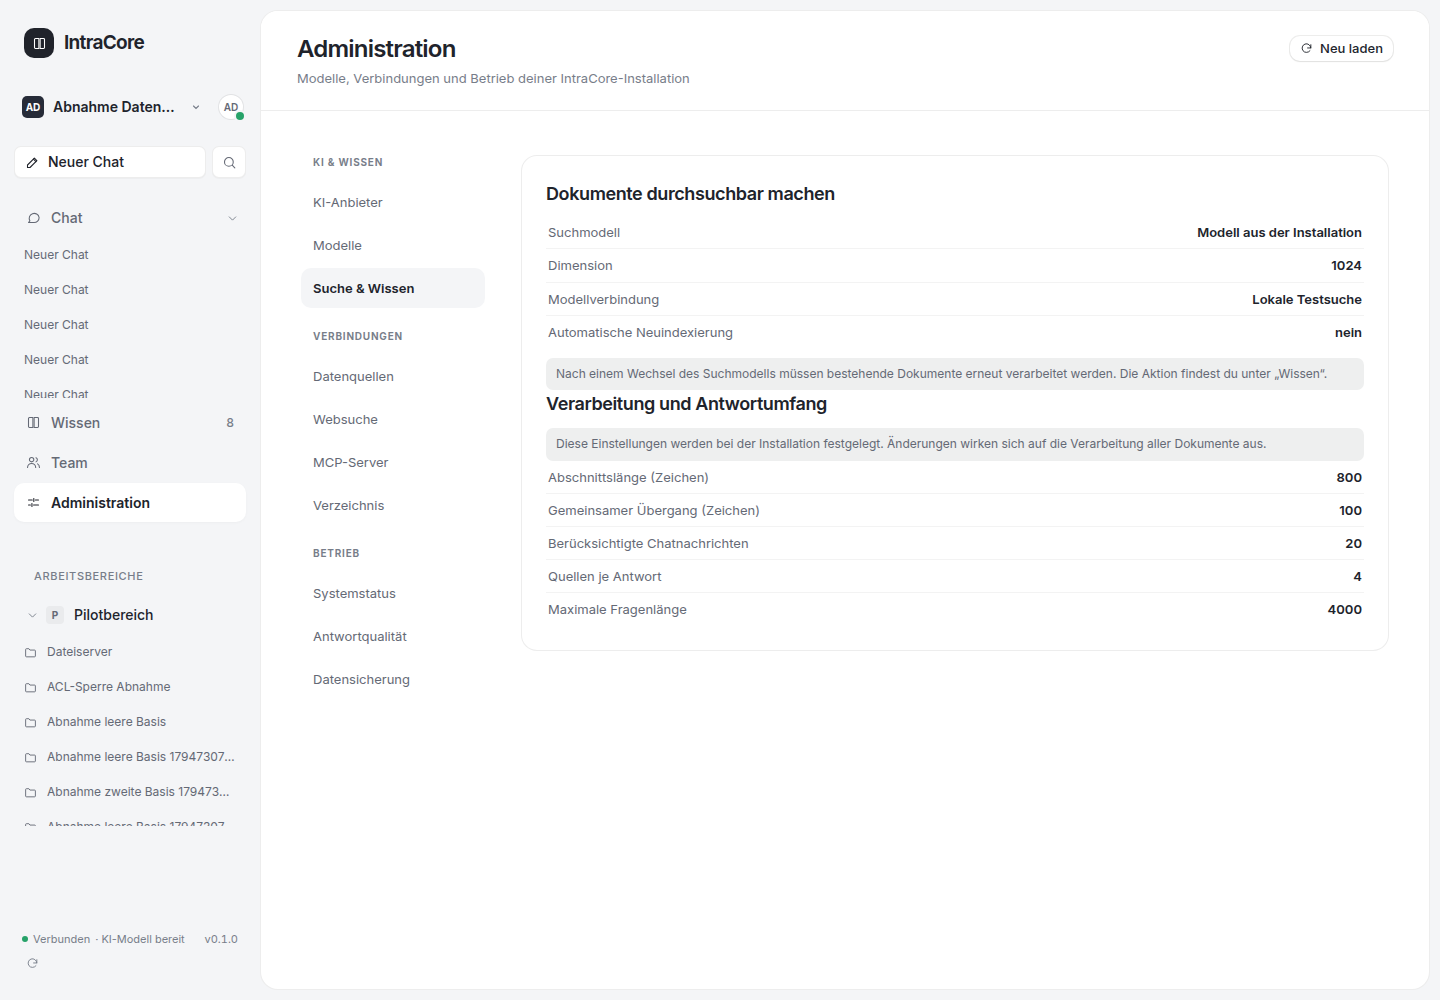 IntraCore
AD Abnahme Daten... AD
Neuer Chat
Chat
Neuer Chat
Neuer Chat
Neuer Chat
Neuer Chat
Neuer Chat
Wissen 8
Team
Administration
ARBEITSBEREICHE
P Pilotbereich
Dateiserver
ACL-Sperre Abnahme
Abnahme leere Basis
Abnahme leere Basis 17947307...
Abnahme zweite Basis 179473...
Abnahme leere Basis 17947307...
Verbunden · KI-Modell bereit v0.1.0
Administration
Modelle, Verbindungen und Betrieb deiner IntraCore-Installation
Neu laden
KI & WISSEN
KI-Anbieter
Modelle
Suche & Wissen
VERBINDUNGEN
Datenquellen
Websuche
MCP-Server
Verzeichnis
BETRIEB
Systemstatus
Antwortqualität
Datensicherung
Dokumente durchsuchbar machen
Suchmodell Modell aus der Installation
Dimension 1024
Modellverbindung Lokale Testsuche
Automatische Neuindexierung nein
Nach einem Wechsel des Suchmodells müssen bestehende Dokumente erneut verarbeitet werden. Die Aktion findest du unter „Wissen“.
Verarbeitung und Antwortumfang
Diese Einstellungen werden bei der Installation festgelegt. Änderungen wirken sich auf die Verarbeitung aller Dokumente aus.
Abschnittslänge (Zeichen) 800
Gemeinsamer Übergang (Zeichen) 100
Berücksichtigte Chatnachrichten 20
Quellen je Antwort 4
Maximale Fragenlänge 4000